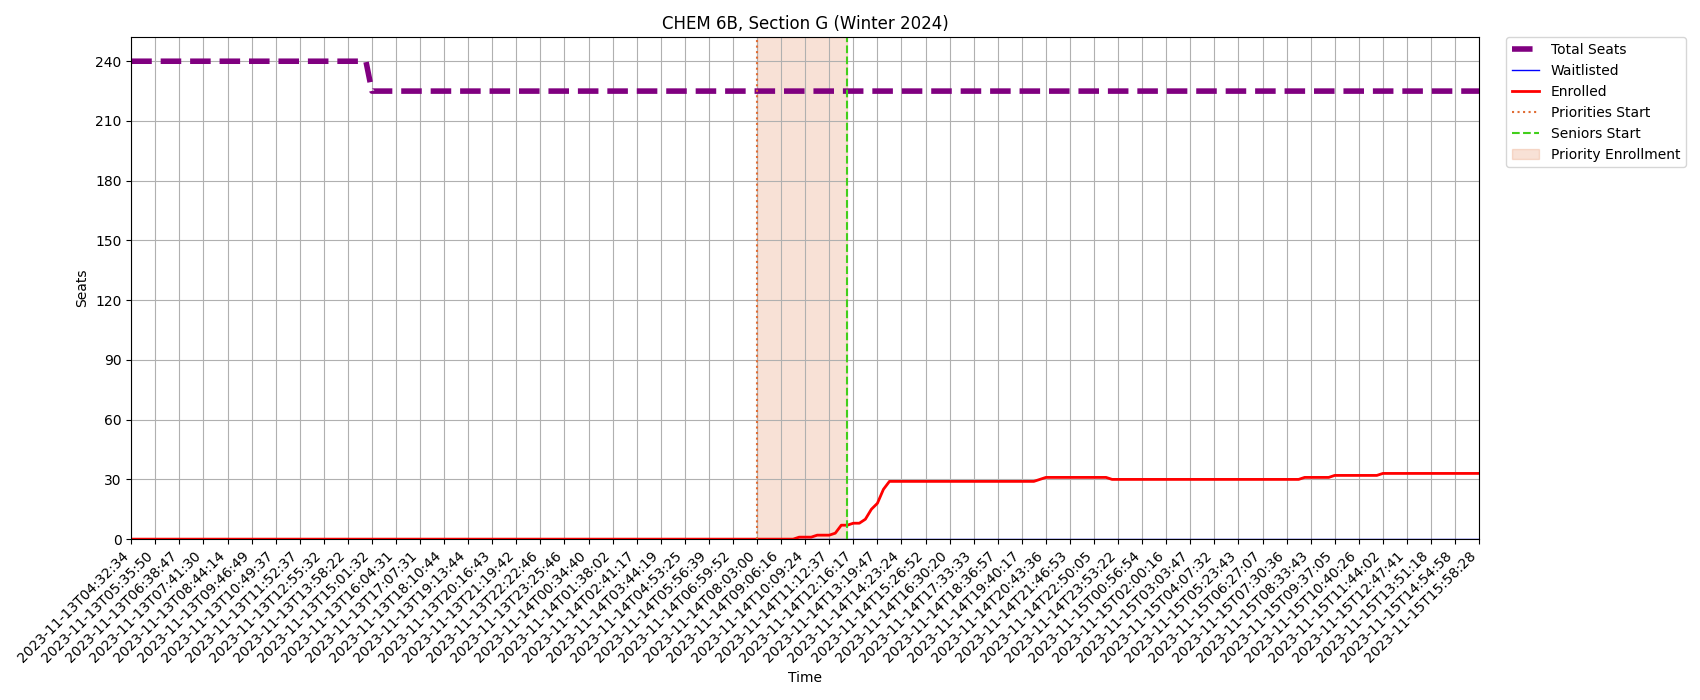 CHEM 6B, Section G (Winter 2024)
Total Seats
Waitlisted
Enrolled
Priorities Start
Seniors Start
Priority Enrollment
Seats
240
210
180
150
120
90
60
30
0
2023-11-13T04:32:34
2023-11-13T05:35:50
2023-11-13T06:38:47
2023-11-13T07:41:30
2023-11-13T08:44:14
2023-11-13T09:46:49
2023-11-13T10:49:37
2023-11-13T11:52:37
2023-11-13T12:55:32
2023-11-13T13:58:22
2023-11-13T15:01:32
2023-11-13T16:04:31
2023-11-13T17:07:31
2023-11-13T18:10:44
2023-11-13T19:13:44
2023-11-13T20:16:43
2023-11-13T21:19:42
2023-11-13T22:22:46
2023-11-13T23:25:46
2023-11-14T00:34:40
2023-11-14T01:38:02
2023-11-14T02:41:17
2023-11-14T03:44:19
2023-11-14T04:53:25
2023-11-14T05:56:39
2023-11-14T06:59:52
2023-11-14T08:03:00
2023-11-14T09:06:16
2023-11-14T10:09:24
2023-11-14T11:12:37
2023-11-14T12:16:17
2023-11-14T13:19:47
2023-11-14T14:23:24
2023-11-14T15:26:52
2023-11-14T16:30:20
2023-11-14T17:33:33
2023-11-14T18:36:57
2023-11-14T19:40:17
2023-11-14T20:43:36
2023-11-14T21:46:53
2023-11-14T22:50:05
2023-11-14T23:53:22
2023-11-15T00:56:54
2023-11-15T02:00:16
2023-11-15T03:03:47
2023-11-15T04:07:32
2023-11-15T05:23:43
2023-11-15T06:27:07
2023-11-15T07:30:36
2023-11-15T08:33:43
2023-11-15T09:37:05
2023-11-15T10:40:26
2023-11-15T11:44:02
2023-11-15T12:47:41
2023-11-15T13:51:18
2023-11-15T14:54:58
2023-11-15T15:58:28
Time